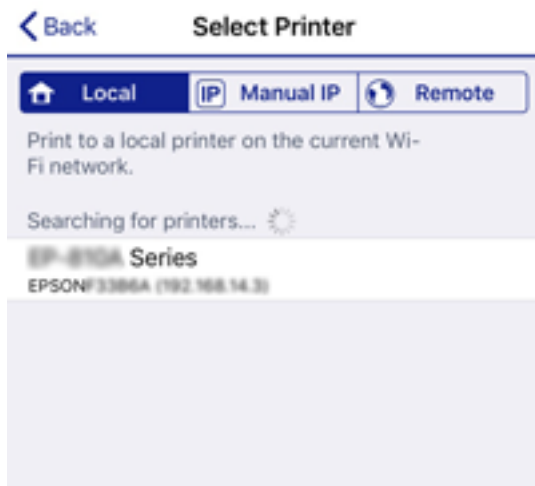 Back Select Printer
Local IP Manual IP Remote
Print to a local printer on the current Wi-
Fi network.
Searching for printers...
Series
EPSON